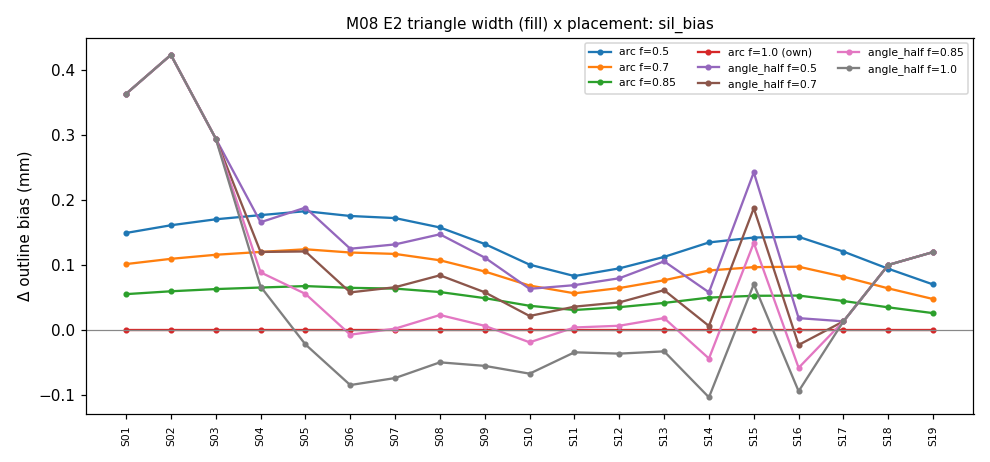 M08 E2 triangle width (fill) x placement: sil_bias
arc f=0.5
arc f=0.7
arc f=0.85
arc f=1.0 (own)
angle_half f=0.5
angle_half f=0.7
angle_half f=0.85
angle_half f=1.0
Δ outline bias (mm)
0.4
0.3
0.2
0.1
0.0
−0.1
S01
S02
S03
S04
S05
S06
S07
S08
S09
S10
S11
S12
S13
S14
S15
S16
S17
S18
S19